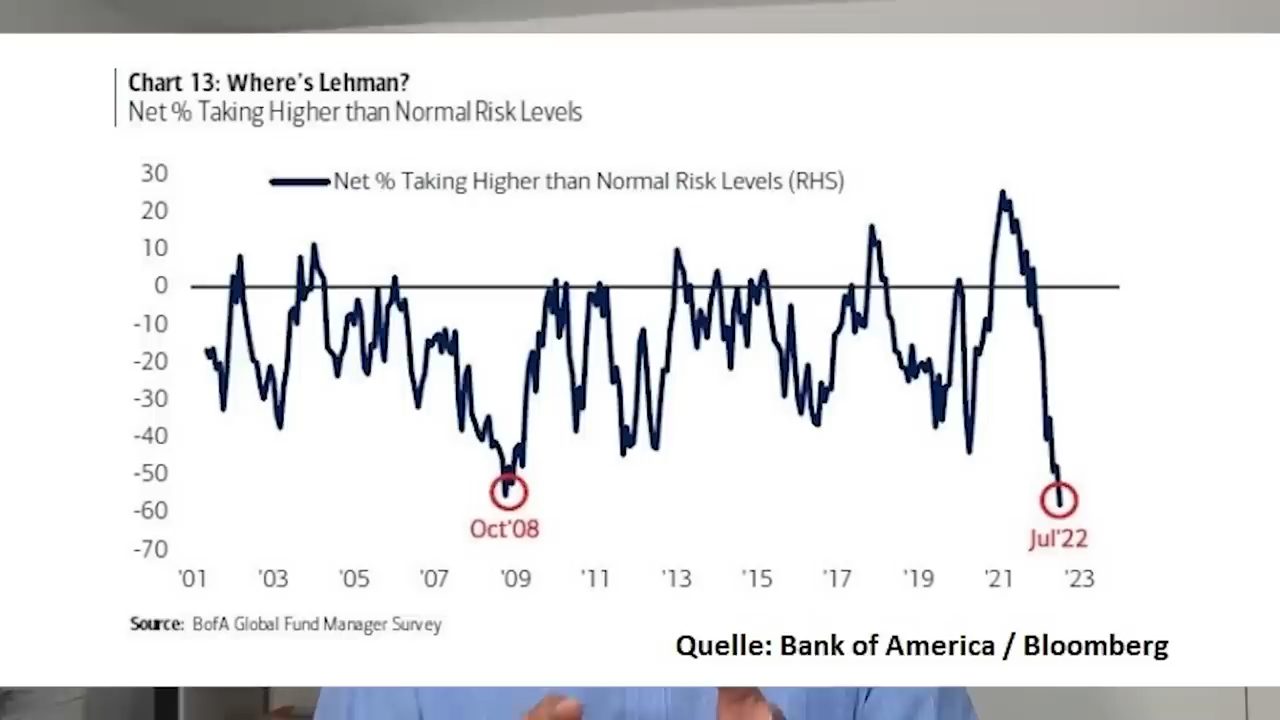 Chart 13: Where's Lehman?
Net % Taking Higher than Normal Risk Levels
Net % Taking Higher than Normal Risk Levels (RHS)
30
20
10
0
-10
-20
-30
-40
-50
-60
-70
Oct'08
Jul'22
'01 '03 '05 '07 '09 '11 '13 '15 '17 '19 '21 '23
Source: BofA Global Fund Manager Survey
Quelle: Bank of America / Bloomberg